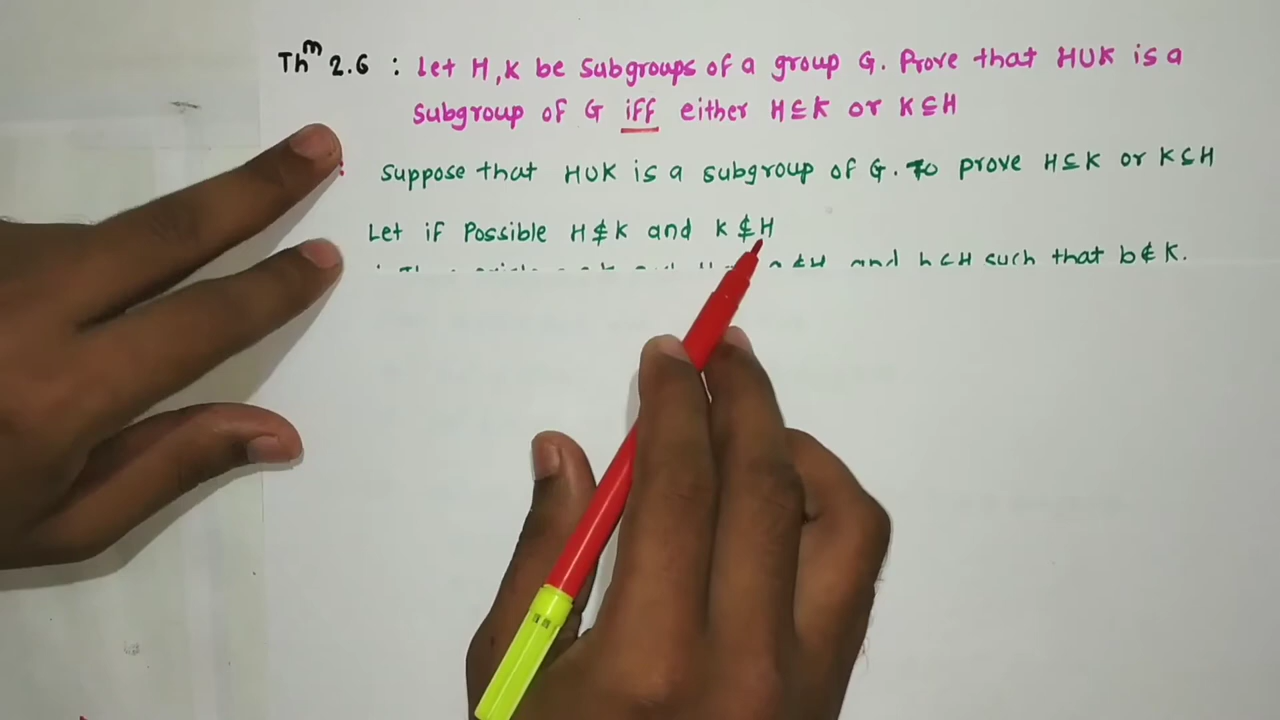 Thm 2.6 : Let H,K be subgroups of a group G. Prove that H∪K is a
subgroup of G iff either H⊆K or K⊆H
Suppose that H∪K is a subgroup of G. To prove H⊆K or K⊆H
Let if Possible H⊈K and K⊈H
and b∈H such that b∉K.